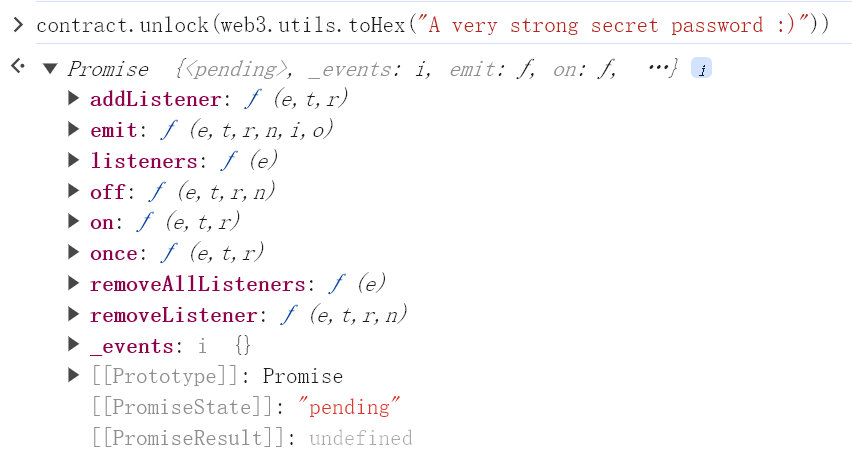 > contract.unlock(web3.utils.toHex("A very strong secret password :)"))
▼ Promise {<pending>, _events: i, emit: ƒ, on: ƒ, …} i
▶ addListener: ƒ (e,t,r)
▶ emit: ƒ (e,t,r,n,i,o)
▶ listeners: ƒ (e)
▶ off: ƒ (e,t,r,n)
▶ on: ƒ (e,t,r)
▶ once: ƒ (e,t,r)
▶ removeAllListeners: ƒ (e)
▶ removeListener: ƒ (e,t,r,n)
▶ _events: i {}
▶ [[Prototype]]: Promise
[[PromiseState]]: "pending"
[[PromiseResult]]: undefined